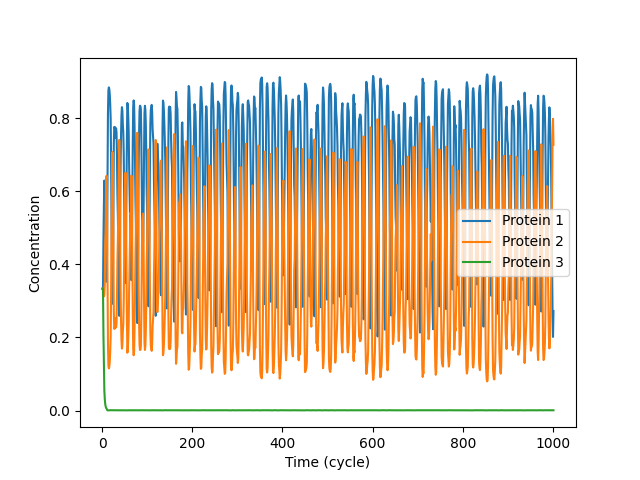 Concentration
0.8
0.6
0.4
0.2
0.0
Protein 1
Protein 2
Protein 3
0 200 400 600 800 1000
Time (cycle)